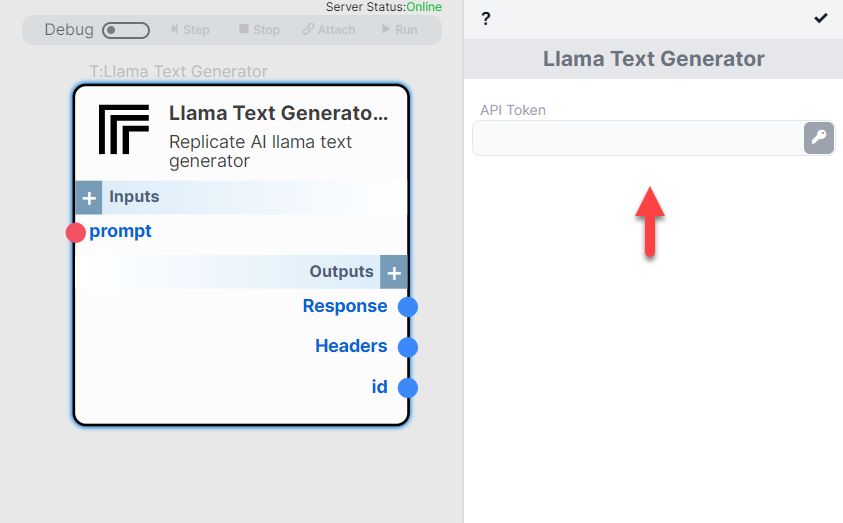 Server Status:Online
Debug Step Stop Attach Run
T:Llama Text Generator
Llama Text Generato...
Replicate AI llama text
generator
Inputs
prompt
Outputs
Response
Headers
id
?
Llama Text Generator
API Token